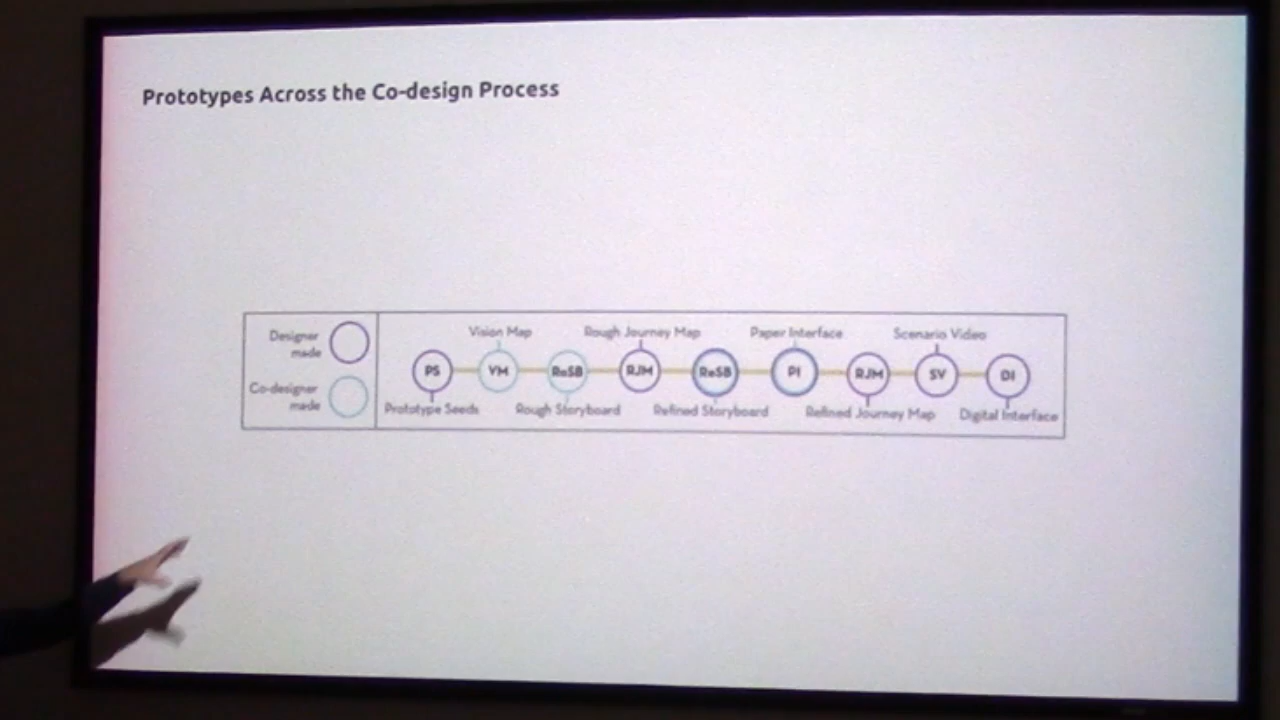 Prototypes Across the Co-design Process
Designer
made
Co-designer
made
Vision Map
Rough Journey Map
Paper Interface
Scenario Video
PS
VM
RoSB
RJM
ReSB
PI
RJM
SV
DI
Prototype Seeds
Rough Storyboard
Refined Storyboard
Refined Journey Map
Digital Interface